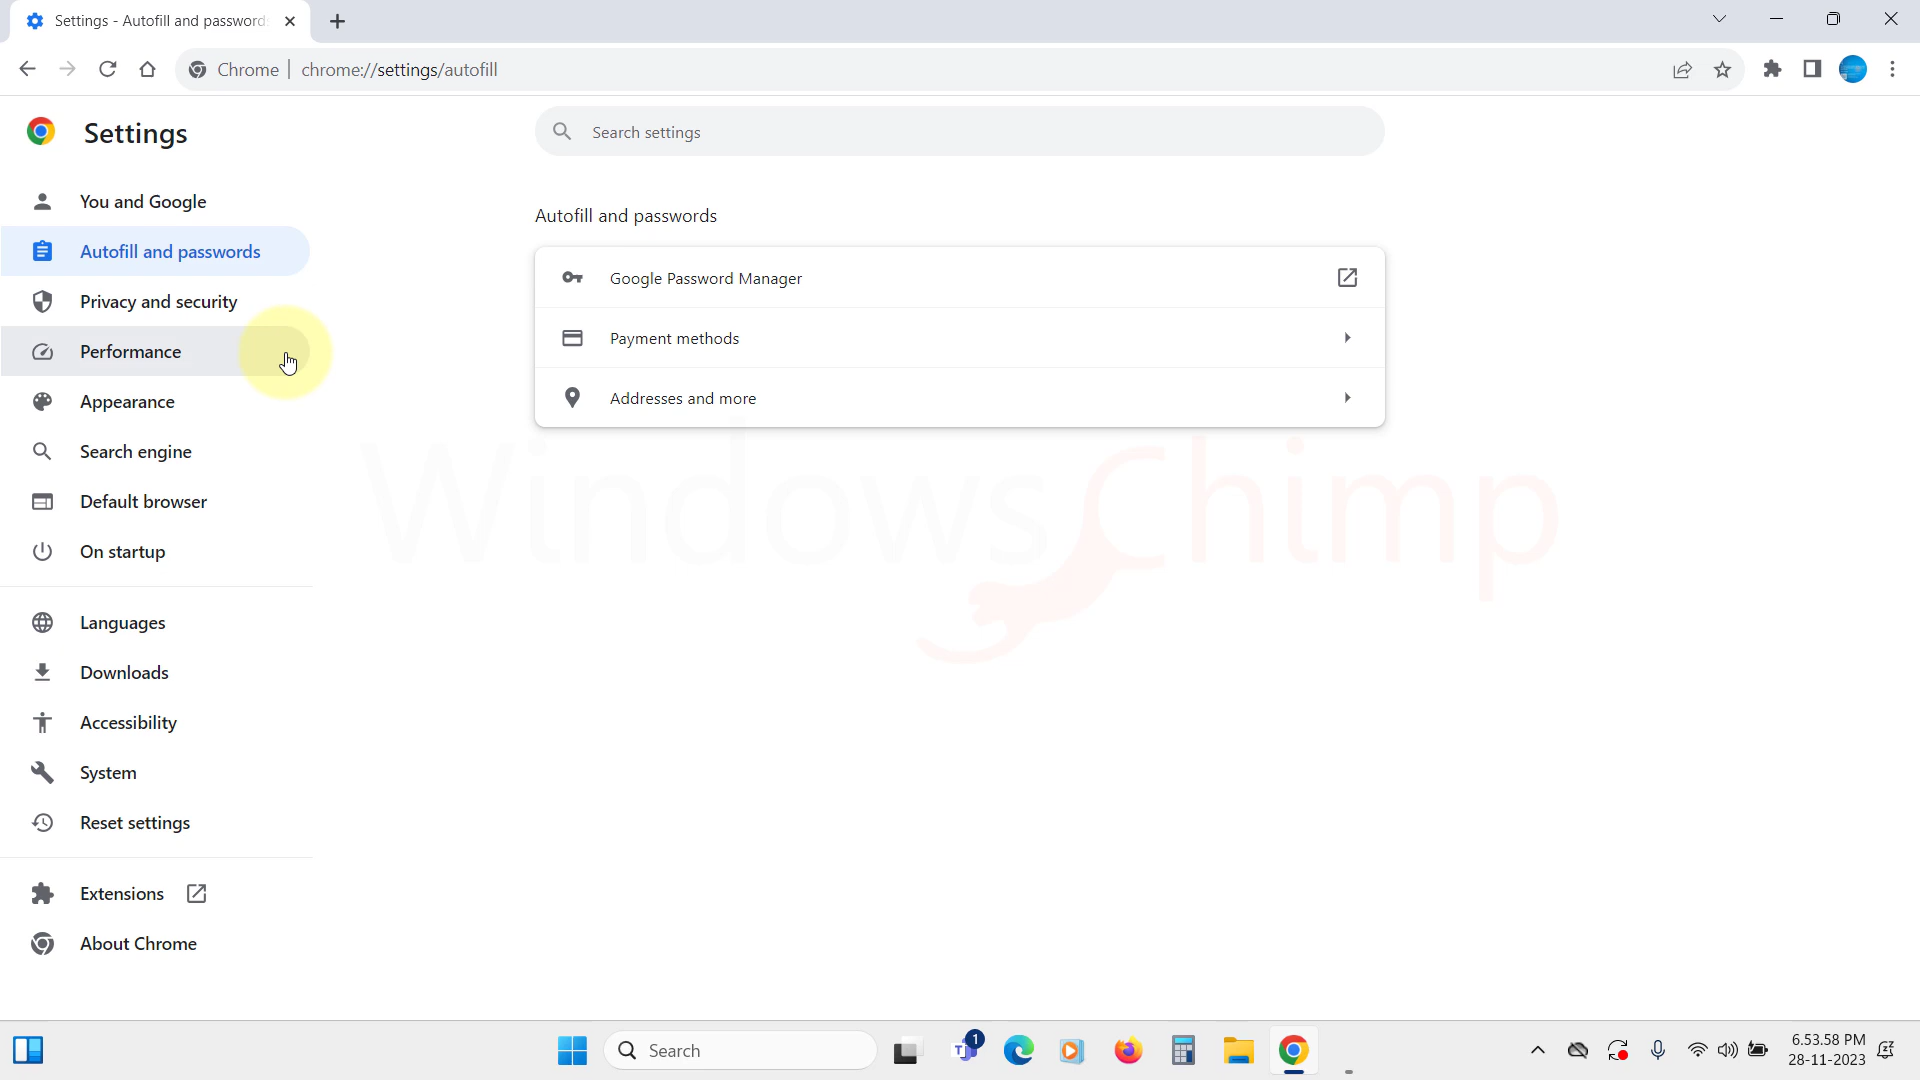 Settings - Autofill and password
Chrome
chrome://settings/autofill
Settings
Search settings
You and Google
Autofill and passwords
Privacy and security
Performance
Appearance
Search engine
Default browser
On startup
Languages
Downloads
Accessibility
System
Reset settings
Extensions
About Chrome
Autofill and passwords
Google Password Manager
Payment methods
Addresses and more
WindowsChimp
Search
T
1
6.53.58 PM
28-11-2023